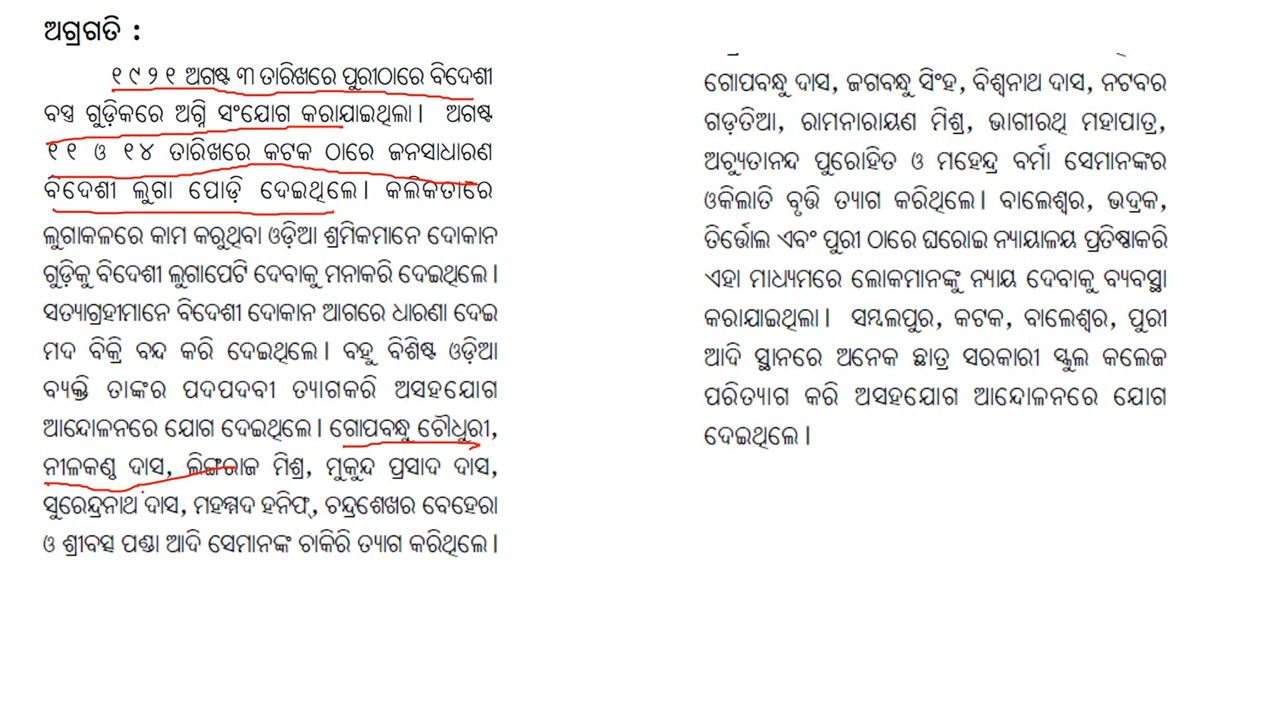 ଅଗ୍ରଗତି :
୧୯୨୧ ଅଗଷ୍ଟ ୩ ତାରିଖରେ ପୁରୀଠାରେ ବିଦେଶୀ
ବସ୍ତ୍ର ଗୁଡ଼ିକରେ ଅଗ୍ନି ସଂଯୋଗ କରାଯାଇଥିଲା। ଅଗଷ୍ଟ
୧୧ ଓ ୧୪ ତାରିଖରେ କଟକ ଠାରେ ଜନସାଧାରଣ
ବିଦେଶୀ ଲୁଗା ପୋଡ଼ି ଦେଇଥିଲେ। କଲିକତାରେ
ଲୁଗାକଳରେ କାମ କରୁଥିବା ଓଡ଼ିଆ ଶ୍ରମିକମାନେ ଦୋକାନ
ଗୁଡ଼ିକୁ ବିଦେଶୀ ଲୁଗାପେଟି ଦେବାକୁ ମନାକରି ଦେଇଥିଲେ।
ସତ୍ୟାଗ୍ରହୀମାନେ ବିଦେଶୀ ଦୋକାନ ଆଗରେ ଧାରଣା ଦେଇ
ମଦ ବିକ୍ରି ବନ୍ଦ କରି ଦେଇଥିଲେ। ବହୁ ବିଶିଷ୍ଟ ଓଡ଼ିଆ
ବ୍ୟକ୍ତି ତାଙ୍କର ପଦପଦବୀ ତ୍ୟାଗକରି ଅସହଯୋଗ
ଆନ୍ଦୋଳନରେ ଯୋଗ ଦେଇଥିଲେ। ଗୋପବନ୍ଧୁ ଚୌଧୁରୀ,
ନୀଳକଣ୍ଠ ଦାସ, ଲିଙ୍ଗରାଜ ମିଶ୍ର, ମୁକୁନ୍ଦ ପ୍ରସାଦ ଦାସ,
ସୁରେନ୍ଦ୍ରନାଥ ଦାସ, ମହମ୍ମଦ ହନିଫ୍, ଚନ୍ଦ୍ରଶେଖର ବେହେରା
ଓ ଶ୍ରୀବତ୍ସ ପଣ୍ଡା ଆଦି ସେମାନଙ୍କ ଚାକିରି ତ୍ୟାଗ କରିଥିଲେ।
ଗୋପବନ୍ଧୁ ଦାସ, ଜଗବନ୍ଧୁ ସିଂହ, ବିଶ୍ୱନାଥ ଦାସ, ନଟବର
ଗଡ଼ତିଆ, ରାମନାରାୟଣ ମିଶ୍ର, ଭାଗୀରଥି ମହାପାତ୍ର,
ଅଚ୍ୟୁତାନନ୍ଦ ପୁରୋହିତ ଓ ମହେନ୍ଦ୍ର ବର୍ମା ସେମାନଙ୍କର
ଓକିଲାତି ବୃତ୍ତି ତ୍ୟାଗ କରିଥିଲେ। ବାଲେଶ୍ୱର, ଭଦ୍ରକ,
ତିର୍ତ୍ତୋଲ ଏବଂ ପୁରୀ ଠାରେ ଘରୋଇ ନ୍ୟାୟାଳୟ ପ୍ରତିଷ୍ଠାକରି
ଏହା ମାଧ୍ୟମରେ ଲୋକମାନଙ୍କୁ ନ୍ୟାୟ ଦେବାକୁ ବ୍ୟବସ୍ଥା
କରାଯାଇଥିଲା। ସମ୍ବଲପୁର, କଟକ, ବାଲେଶ୍ୱର, ପୁରୀ
ଆଦି ସ୍ଥାନରେ ଅନେକ ଛାତ୍ର ସରକାରୀ ସ୍କୁଲ କଲେଜ
ପରିତ୍ୟାଗ କରି ଅସହଯୋଗ ଆନ୍ଦୋଳନରେ ଯୋଗ
ଦେଇଥିଲେ।